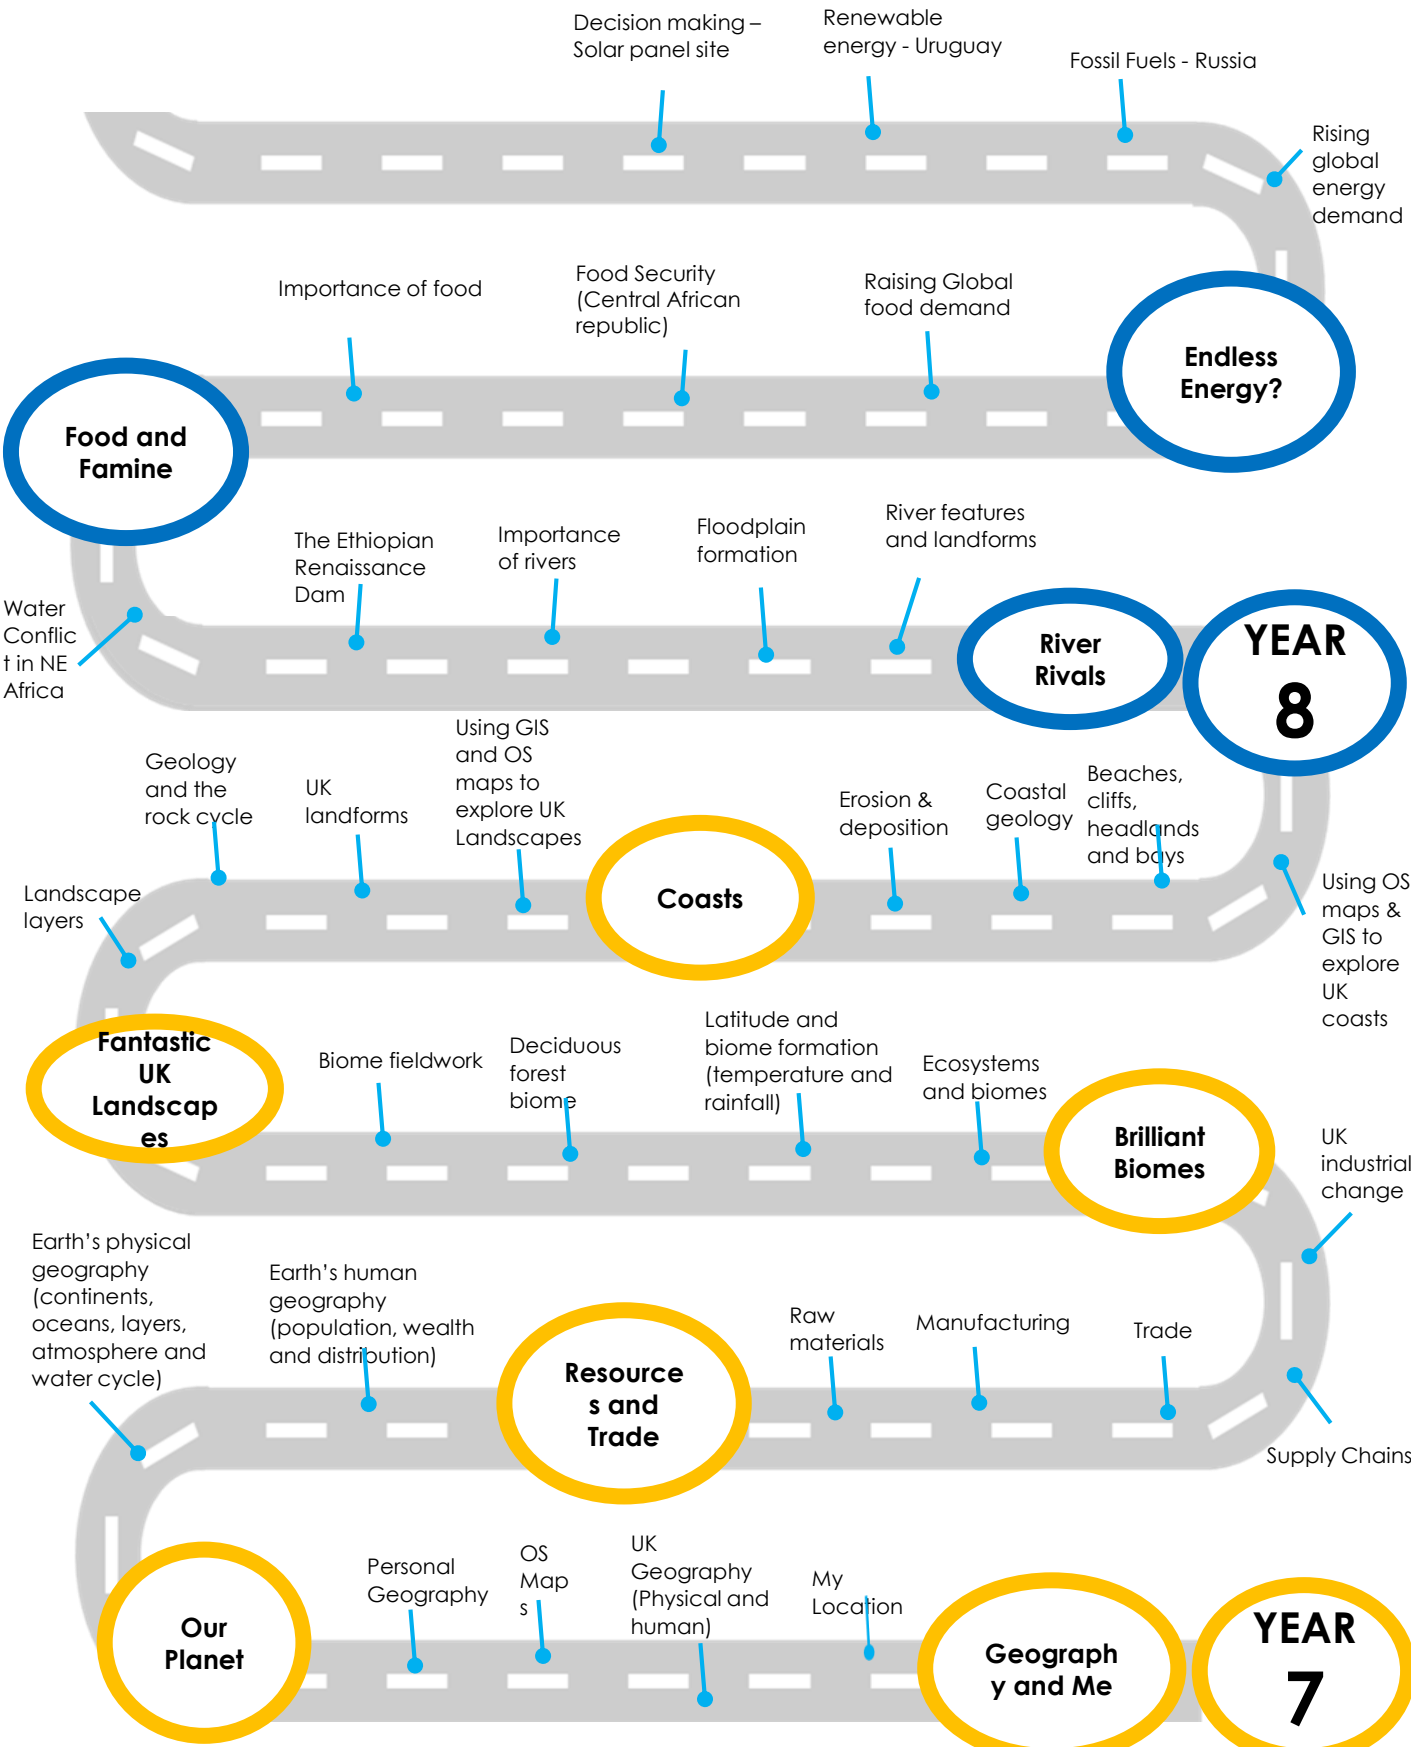 Decision making –
Solar panel site
Renewable
energy - Uruguay
Fossil Fuels - Russia
Rising
global
energy
demand
Importance of food
Food Security
(Central African
republic)
Raising Global
food demand
Endless
Energy?
Food and
Famine
The Ethiopian
Renaissance
Dam
Importance
of rivers
Floodplain
formation
River features
and landforms
Water
Conflic
t in NE
Africa
River
Rivals
YEAR
8
Geology
and the
rock cycle
UK
landforms
Using GIS
and OS
maps to
explore UK
Landscapes
Coasts
Erosion &
deposition
Coastal
geology
Beaches,
cliffs,
headlands
and bays
Landscape
layers
Using OS
maps &
GIS to
explore
UK
coasts
Fantastic
UK
Landscap
es
Biome fieldwork
Deciduous
forest
biome
Latitude and
biome formation
(temperature and
rainfall)
Ecosystems
and biomes
Brilliant
Biomes
UK
industrial
change
Earth's physical
geography
(continents,
oceans, layers,
atmosphere and
water cycle)
Earth's human
geography
(population, wealth
and distribution)
Resource
s and
Trade
Raw
materials
Manufacturing
Trade
Supply Chains
Our
Planet
Personal
Geography
OS
Map
s
UK
Geography
(Physical and
human)
My
Location
Geograph
y and Me
YEAR
7